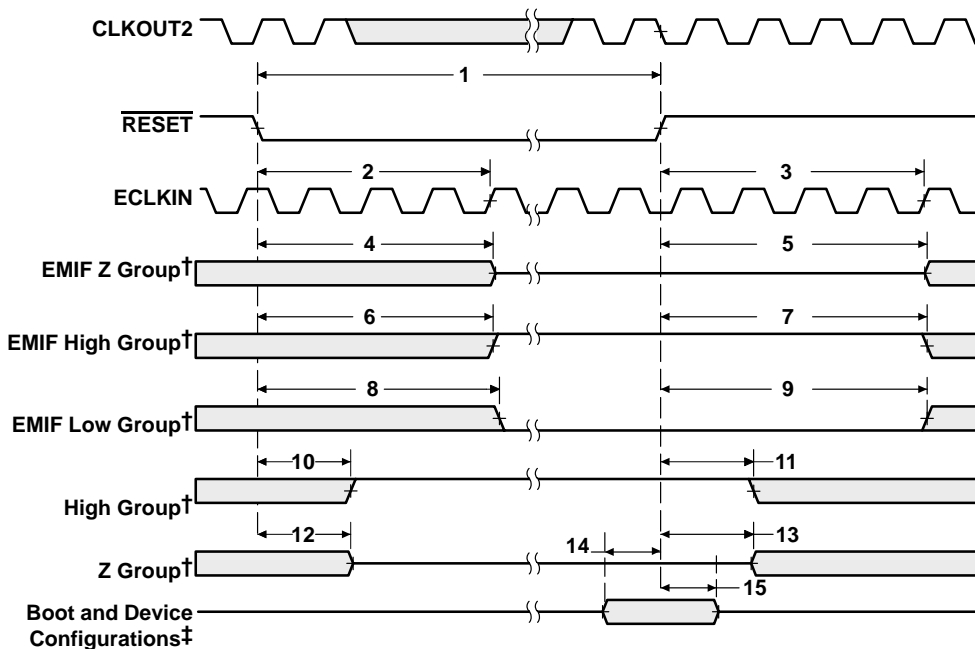 CLKOUT2
1
RESET
2
3
ECLKIN
4
5
EMIF Z Group†
6
7
EMIF High Group†
8
9
EMIF Low Group†
10
11
High Group†
12
13
14
Z Group†
15
Boot and Device
Configurations‡